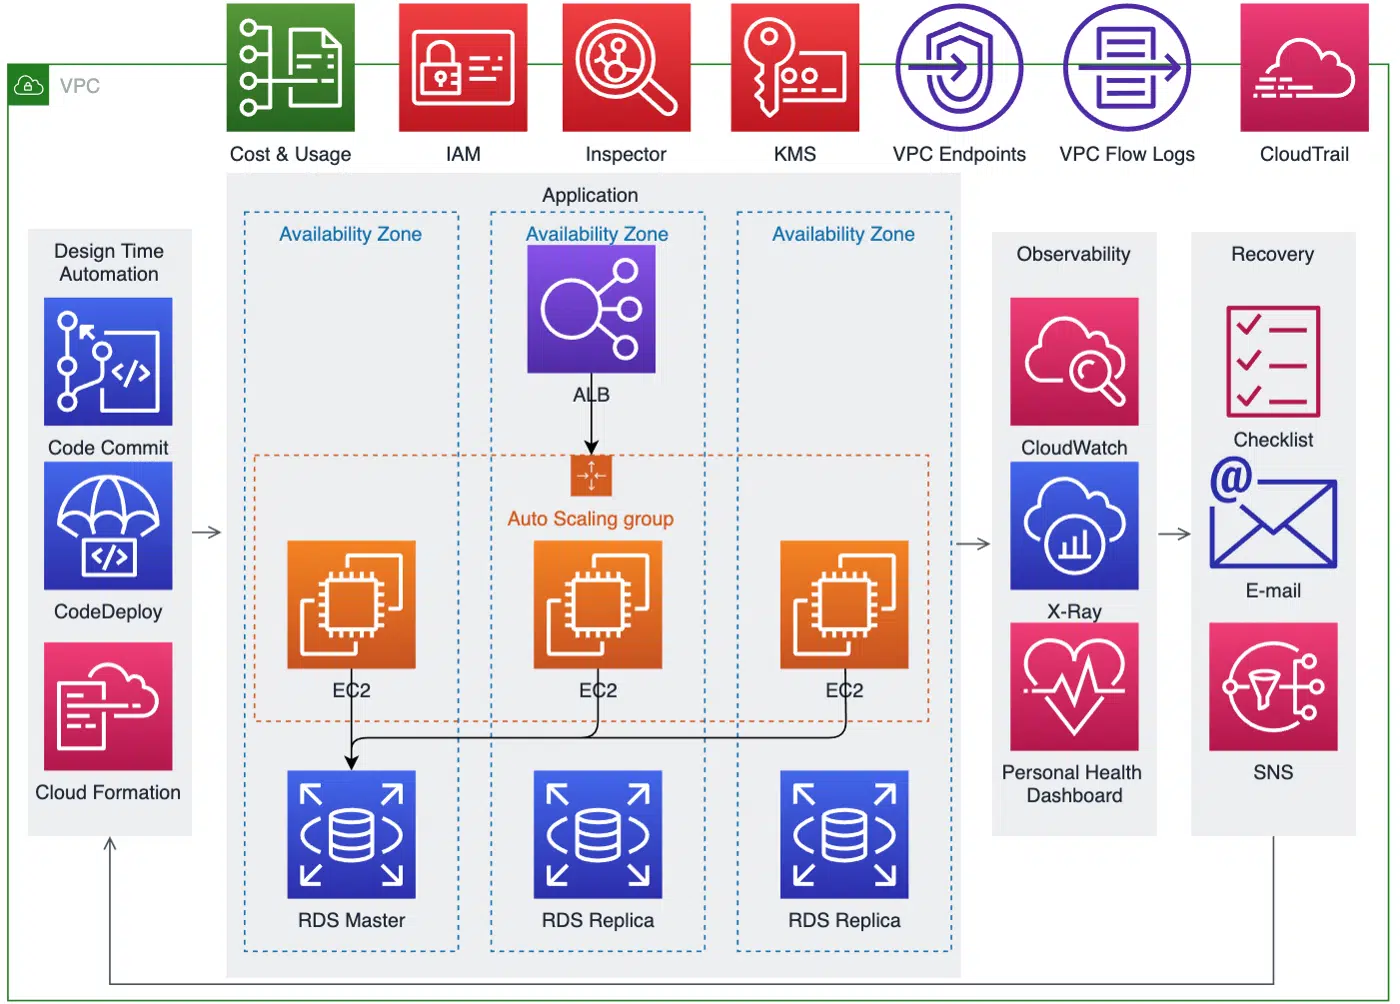 VPC
Cost & Usage
IAM
Inspector
KMS
VPC Endpoints
VPC Flow Logs
CloudTrail
Design Time
Automation
Code Commit
</>
CodeDeploy
</>
Cloud Formation
Application
Availability Zone
Availability Zone
Availability Zone
ALB
Auto Scaling group
EC2
EC2
EC2
RDS Master
RDS Replica
RDS Replica
Observability
CloudWatch
X-Ray
Personal Health
Dashboard
Recovery
Checklist
@
E-mail
SNS